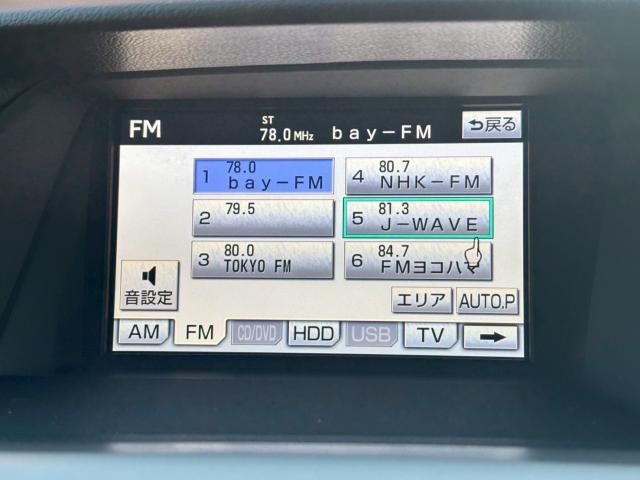 FM
ST
78.0MHz bay-FM
戻る
1 78.0 bay-FM
4 80.7 NHK-FM
2 79.5
5 81.3 J-WAVE
3 80.0 TOKYO FM
6 84.7 FMヨコハマ
音設定
エリア
AUTO.P
AM
FM
CD/DVD
HDD
USB
TV